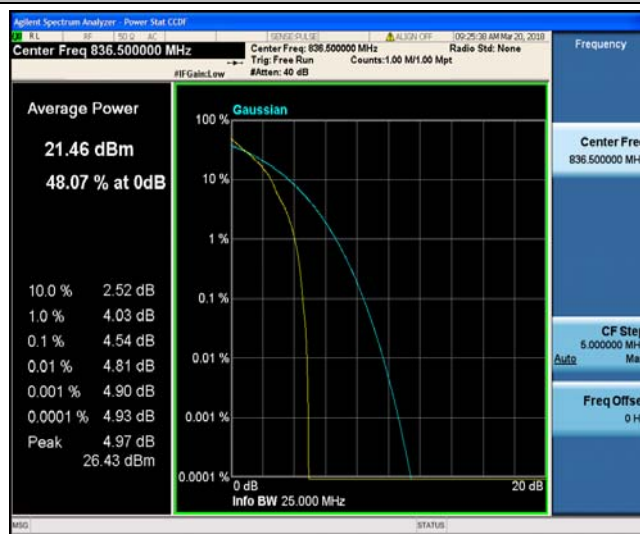 Agilent Spectrum Analyzer - Power Stat CCDF
RL RF 50 Ω AC SENSE:PULSE ALIGN OFF 09:25:38 AM Mar 20, 2018
Center Freq 836.500000 MHz
Center Freq: 836.500000 MHz Radio Std: None
Trig: Free Run Counts:1.00 M/1.00 Mpt
#IFGain:Low #Atten: 40 dB
Frequency
Average Power
21.46 dBm
48.07 % at 0dB
10.0 % 2.52 dB
1.0 % 4.03 dB
0.1 % 4.54 dB
0.01 % 4.81 dB
0.001 % 4.90 dB
0.0001 % 4.93 dB
Peak 4.97 dB
26.43 dBm
Gaussian
100 %
10 %
1 %
0.1 %
0.01 %
0.001 %
0.0001 %
0 dB 20 dB
Info BW 25.000 MHz
Center Fre
836.500000 MH
CF Step
5.000000 MH
Auto Ma
Freq Offse
0 H
MSG STATUS